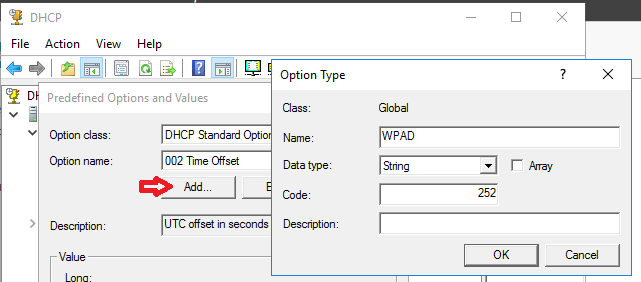 DHCP
File Action View Help
Predefined Options and Values
Option class: DHCP Standard Option
Option name: 002 Time Offset
Add...
Description: UTC offset in seconds
Value
Long:
Option Type
? ×
Class: Global
Name: WPAD
Data type: String Array
Code: 252
Description:
OK Cancel